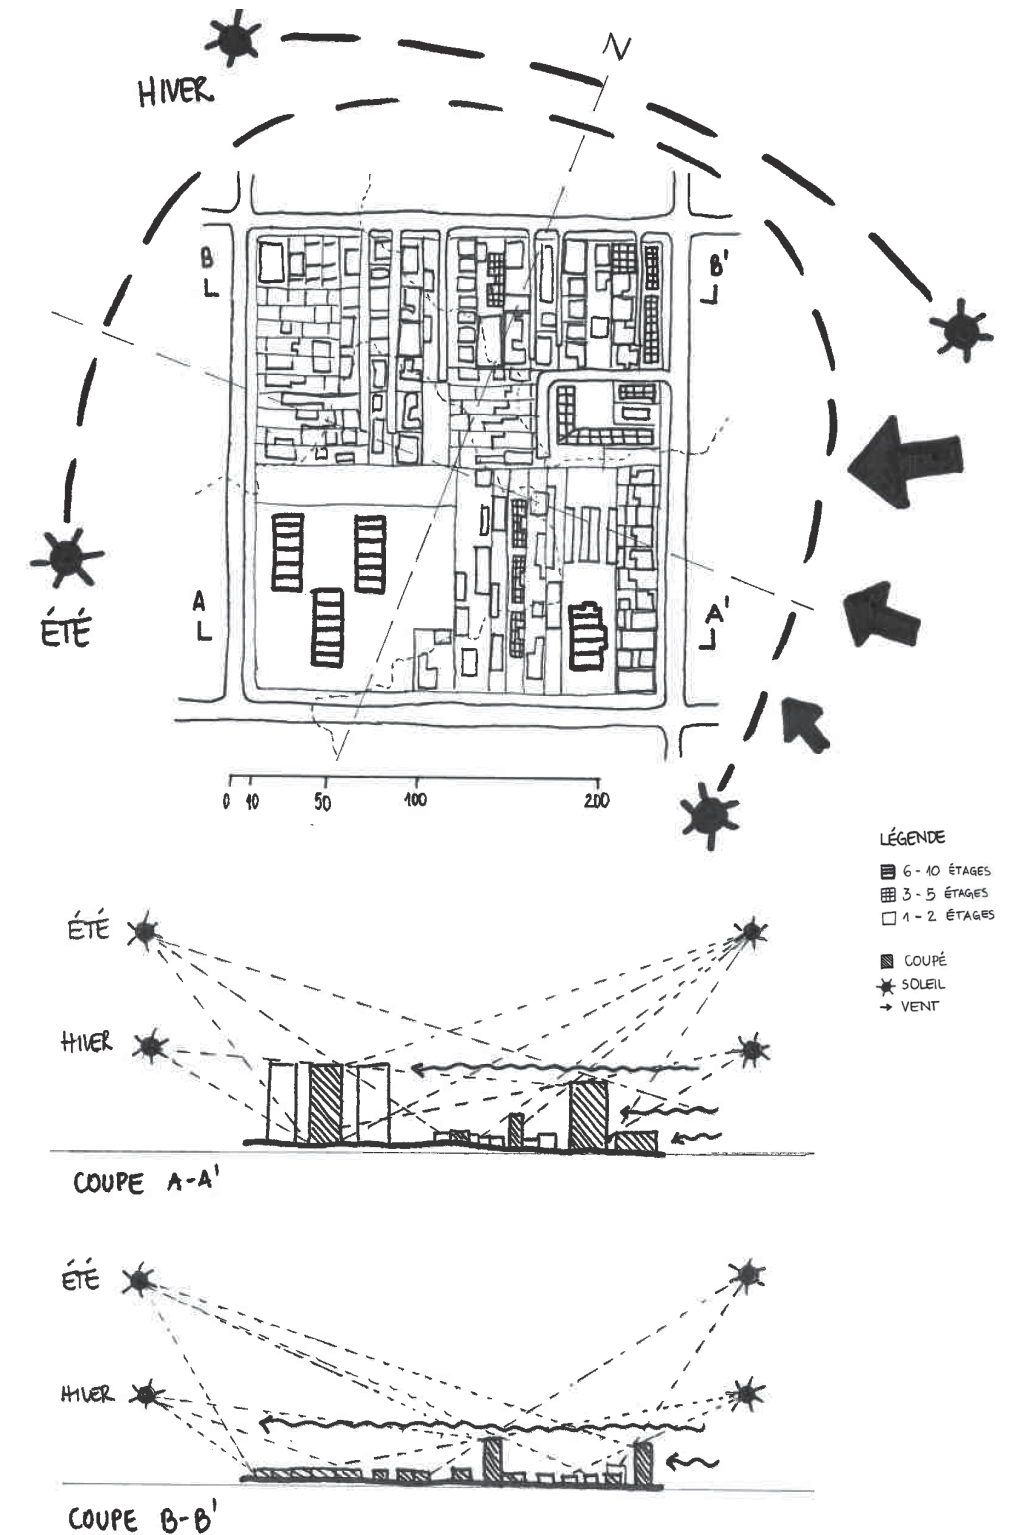 N
HIVER
B
B'
A
A'
ÉTÉ
0 10 50 100 200
LÉGENDE
6-10 ÉTAGES
3-5 ÉTAGES
1-2 ÉTAGES
COUPÉ
SOLEIL
VENT
ÉTÉ
HIVER
COUPE A-A'
ÉTÉ
HIVER
COUPE B-B'